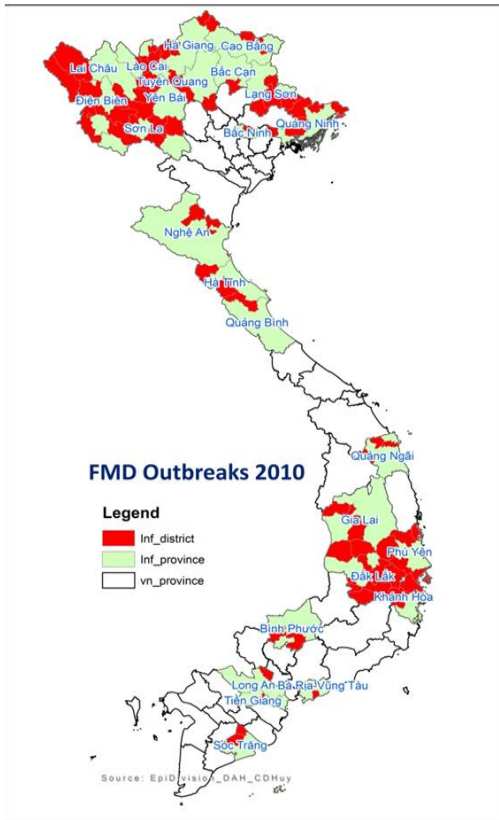 Hà Giang
Cao Bằng
Lai Châu
Lào Cai
Bắc Cạn
Tuyên Quang
Lạng Sơn
Điện Biên
Yên Bái
Sơn La
Bắc Ninh
Quảng Ninh
Nghệ An
Hà Tĩnh
Quảng Bình
Quảng Ngãi
FMD Outbreaks 2010
Legend
Inf_district
Inf_province
vn_province
Gia Lai
Phú Yên
Đắk Lắk
Khánh Hòa
Bình Phước
Long An
Bà Rịa-Vũng Tàu
Tiền Giang
Sóc Trăng
Source: EpiDivision_DAH_CDHuy